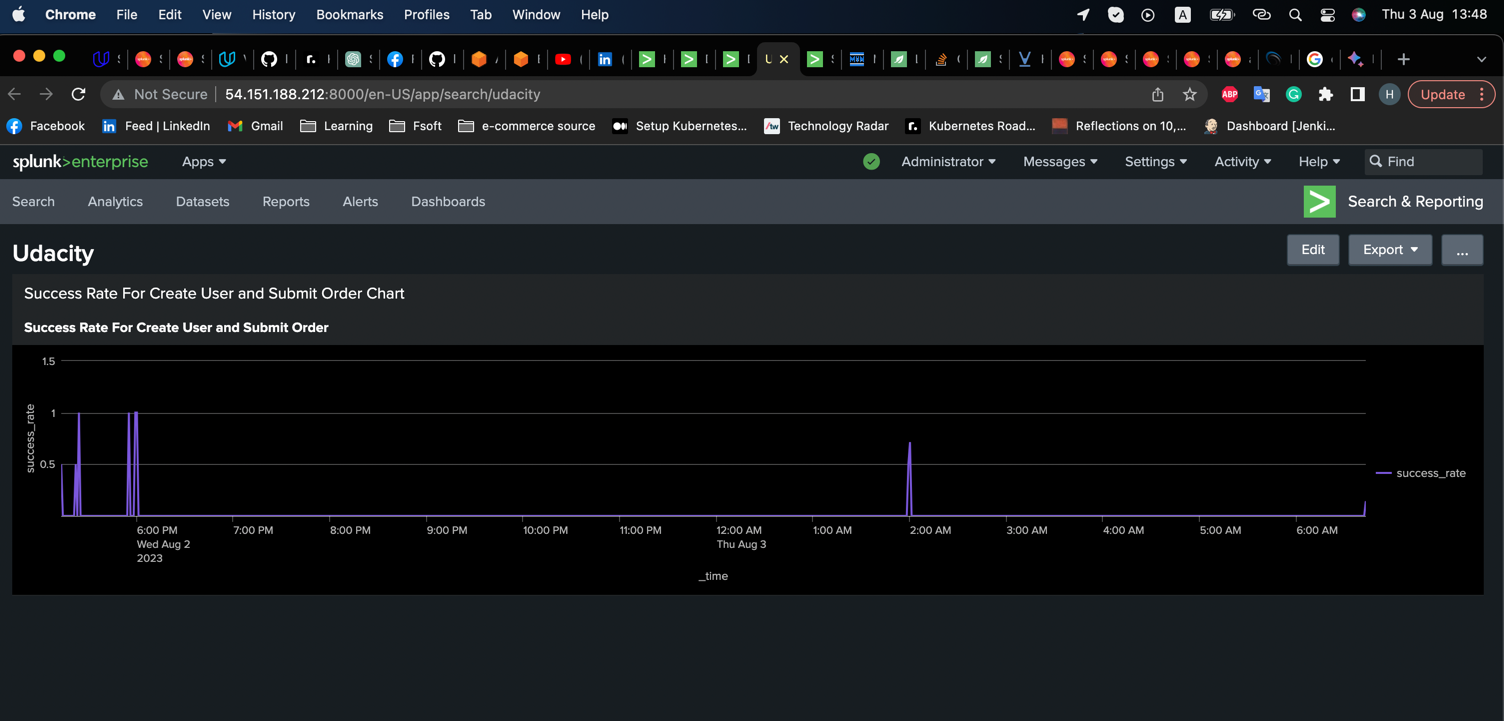 Chrome File Edit View History Bookmarks Profiles Tab Window Help A Thu 3 Aug 13:48
Not Secure 54.151.188.212:8000/en-US/app/search/udacity ABP H Update
Facebook Feed | LinkedIn Gmail Learning Fsoft e-commerce source Setup Kubernetes... Technology Radar Kubernetes Road... Reflections on 10,... Dashboard [Jenki...
splunk>enterprise Apps Administrator Messages Settings Activity Help Find
Search Analytics Datasets Reports Alerts Dashboards Search & Reporting
Udacity Edit Export ...
Success Rate For Create User and Submit Order Chart
Success Rate For Create User and Submit Order
1.5
1
0.5
success_rate
success_rate
6:00 PM 7:00 PM 8:00 PM 9:00 PM 10:00 PM 11:00 PM 12:00 AM 1:00 AM 2:00 AM 3:00 AM 4:00 AM 5:00 AM 6:00 AM
Wed Aug 2 Thu Aug 3
2023
_time